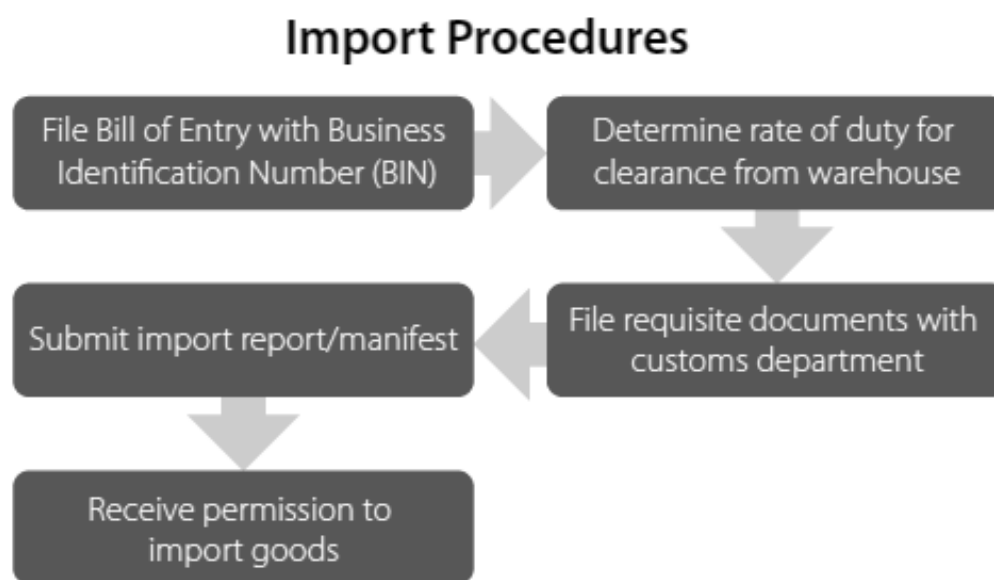 Import Procedures
File Bill of Entry with Business
Identification Number (BIN)
Determine rate of duty for
clearance from warehouse
File requisite documents with
customs department
Submit import report/manifest
Receive permission to
import goods